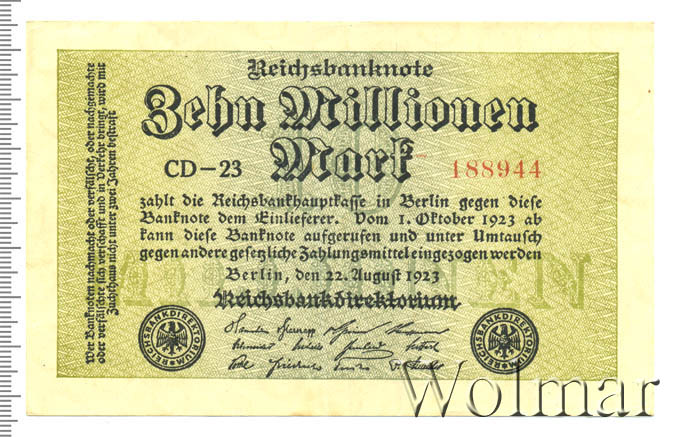 Reichsbanknote
Zehn Millionen
Mark
CD-23
188944
zahlt die Reichsbankhauptkasse in Berlin gegen diese
Banknote dem Einlieferer. Vom 1. Oktober 1923 ab
kann diese Banknote aufgerufen und unter Umtausch
gegen andere gesetzliche Zahlungsmittel eingezogen werden
Berlin, den 22. August 1923
Reichsbankdirektorium
MILLIONEN
REICHSBANKDIREKTORIUM
REICHSBANKDIREKTORIUM
Wer Banknoten nachmacht oder verfälscht, oder nachgemachte
oder verfälschte sich verschafft und in Verkehr bringt, wird mit
Zuchthaus nicht unter zwei Jahren bestraft
Wolmar